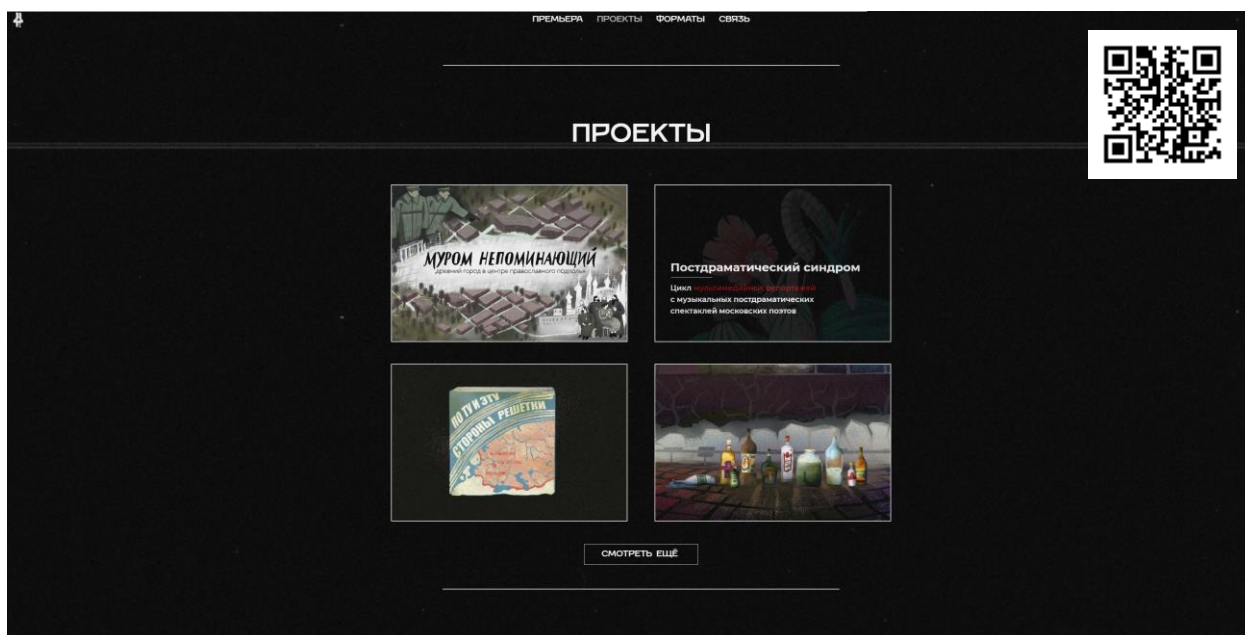 ПРЕМЬЕРА ПРОЕКТЫ ФОРМАТЫ СВЯЗЬ
ПРОЕКТЫ
МУРОМ НЕПОМИНАЮЩИЙ
древний город в центре православного подполья
Постдраматический синдром
Цикл мультимедийных репортажей
с музыкальных постдраматических
спектаклей московских поэтов
ПО ТУ И ЭТУ
СТОРОНЫ РЕШЕТКИ
СМОТРЕТЬ ЕЩЁ